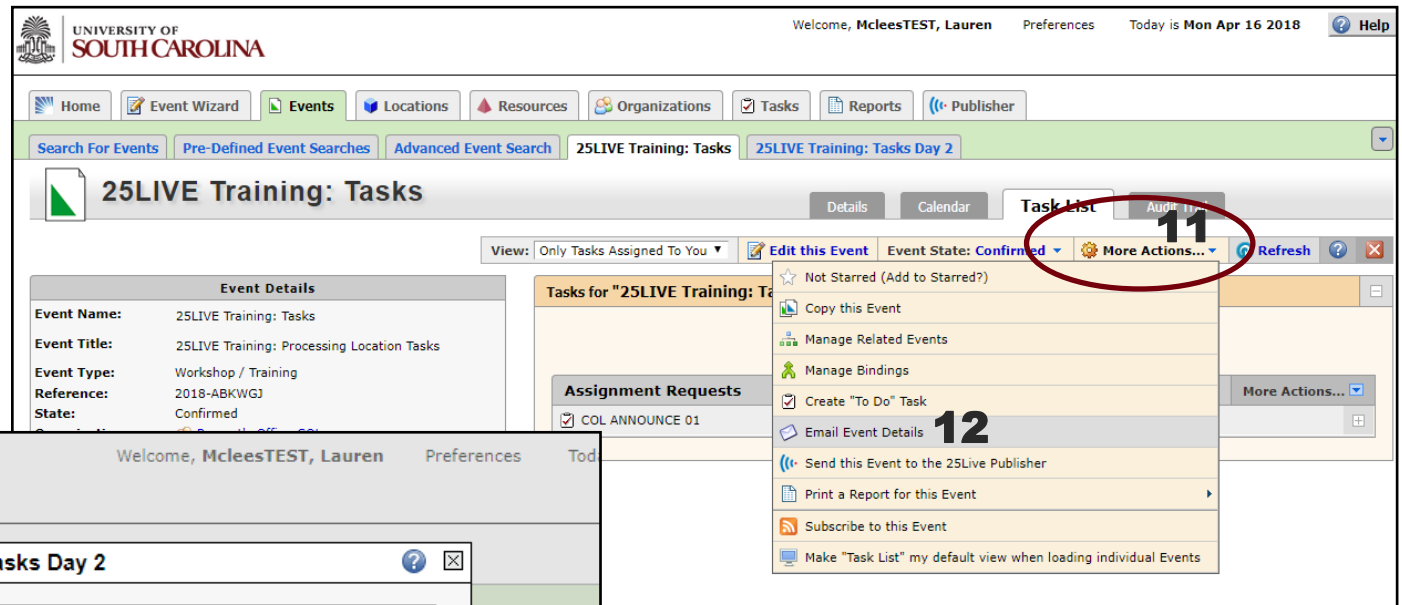 UNIVERSITY OF
SOUTH CAROLINA
Welcome, McleesTEST, Lauren Preferences Today is Mon Apr 16 2018 Help
Home Event Wizard Events Locations Resources Organizations Tasks Reports Publisher
Search For Events Pre-Defined Event Searches Advanced Event Search 25LIVE Training: Tasks 25LIVE Training: Tasks Day 2
25LIVE Training: Tasks
Details Calendar Task List Audit Trail
11
View: Only Tasks Assigned To You Edit this Event Event State: Confirmed More Actions... Refresh
Event Details
Event Name: 25LIVE Training: Tasks
Event Title: 25LIVE Training: Processing Location Tasks
Event Type: Workshop / Training
Reference: 2018-ABKWGJ
State: Confirmed
Tasks for "25LIVE Training: Ta
Assignment Requests More Actions...
COL ANNOUNCE 01
Not Starred (Add to Starred?)
Copy this Event
Manage Related Events
Manage Bindings
Create "To Do" Task
Email Event Details 12
Send this Event to the 25Live Publisher
Print a Report for this Event
Subscribe to this Event
Make "Task List" my default view when loading individual Events
Welcome, McleesTEST, Lauren Preferences Toda
asks Day 2